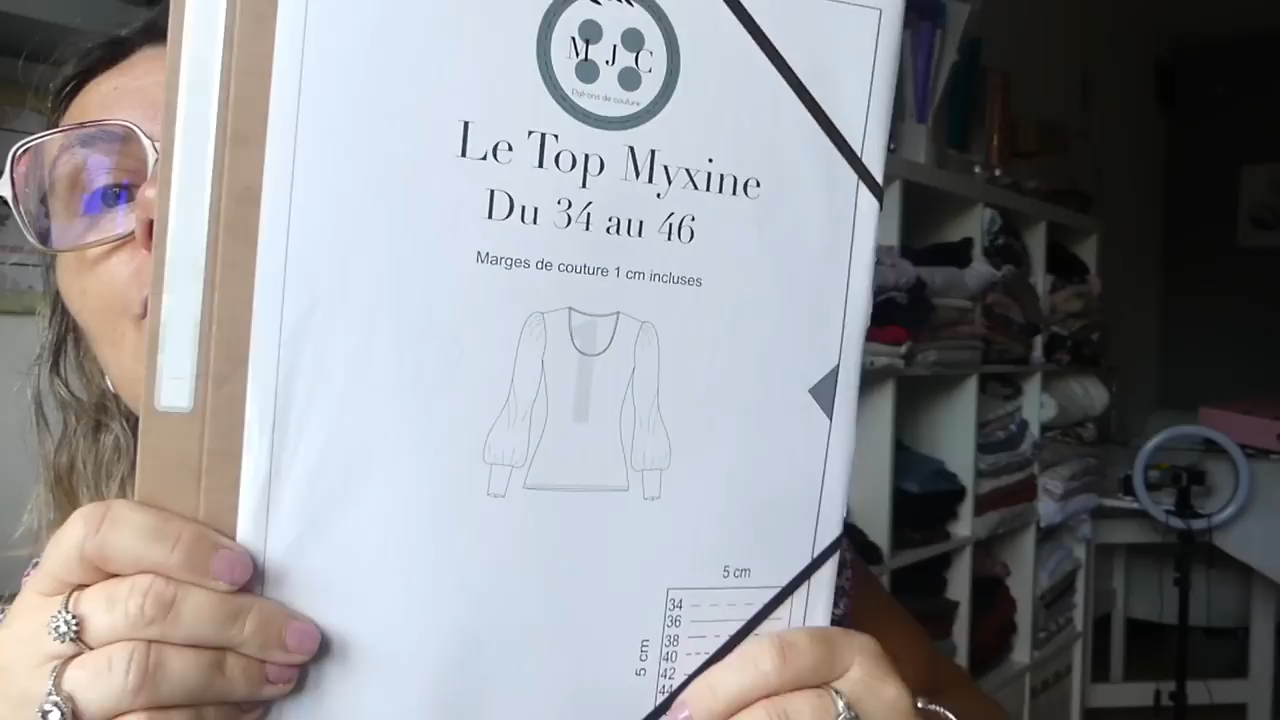 M J C
Patrons de couture
Le Top Myxine
Du 34 au 46
Marges de couture 1 cm incluses
5 cm
5 cm
34
36
38
40
42
44